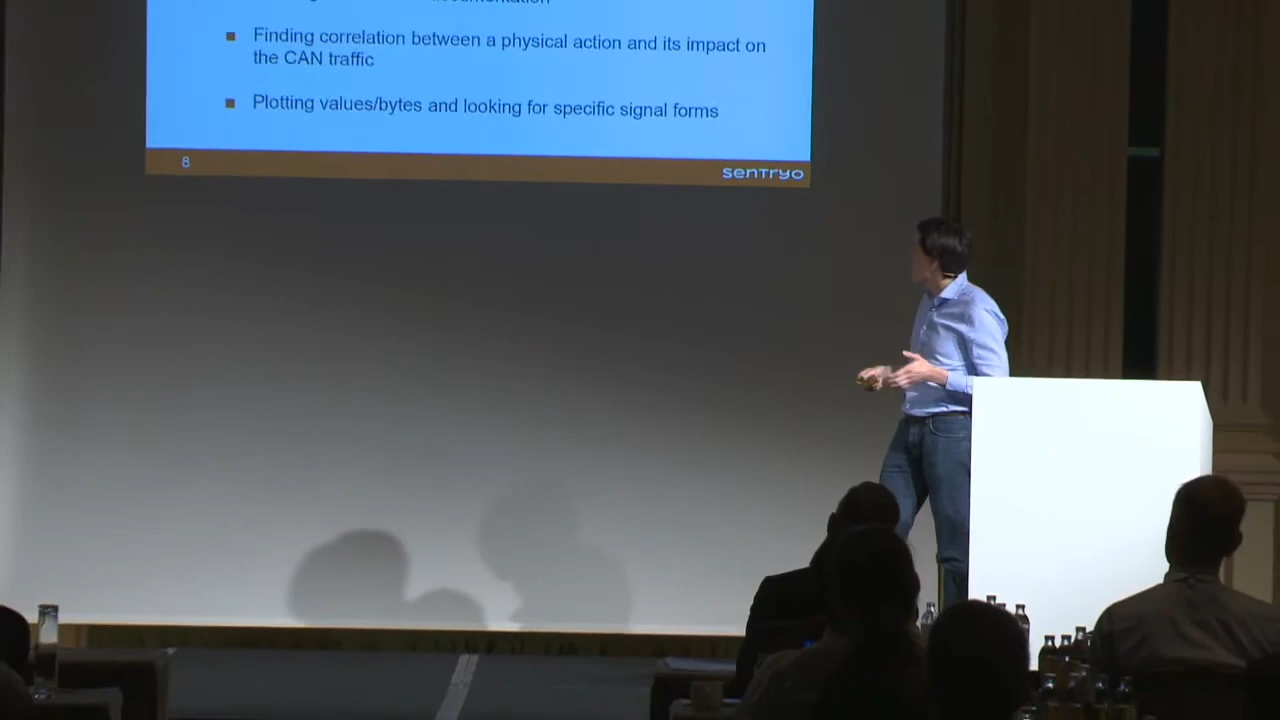 Finding correlation between a physical action and its impact on
the CAN traffic
Plotting values/bytes and looking for specific signal forms
8
sentryo